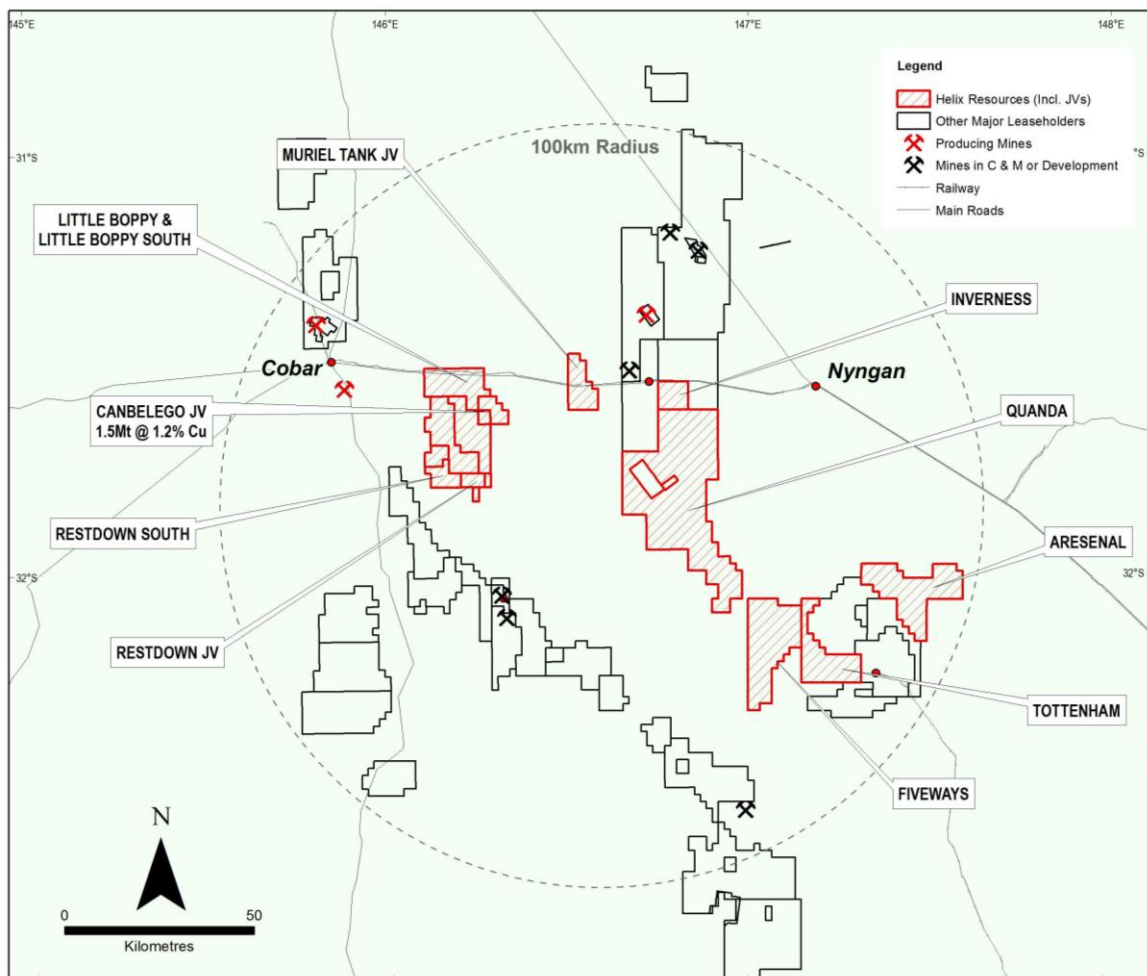 145°E
146°E
147°E
148°E
Legend
Helix Resources (Incl. JVs)
Other Major Leaseholders
Producing Mines
Mines in C & M or Development
Railway
Main Roads
31°S
°S
MURIEL TANK JV
100km Radius
LITTLE BOPPY &
LITTLE BOPPY SOUTH
INVERNESS
Cobar
Nyngan
CANBELEGO JV
1.5Mt @ 1.2% Cu
QUANDA
RESTDOWN SOUTH
ARESENAL
32°S
32°S
RESTDOWN JV
TOTTENHAM
FIVEWAYS
N
0
50
Kilometres